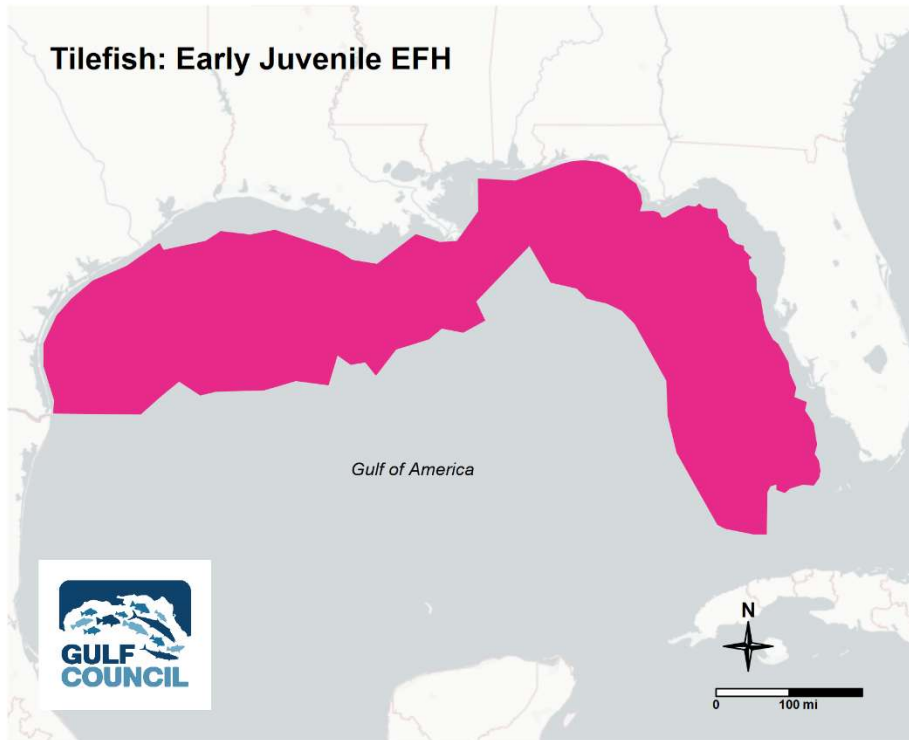 Tilefish: Early Juvenile EFH
Gulf of America
GULF
COUNCIL
N
0 100 mi